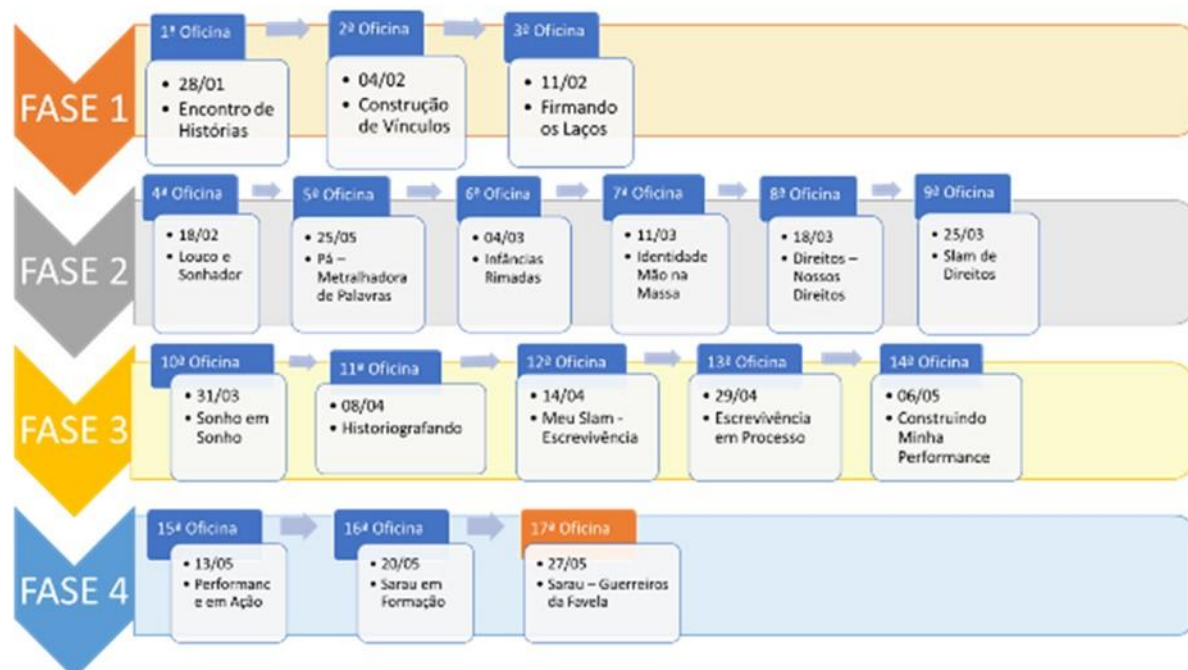 FASE 1
1ª Oficina
28/01
Encontro de
Histórias
2ª Oficina
04/02
Construção
de Vínculos
3ª Oficina
11/02
Firmando
os Laços
FASE 2
4ª Oficina
18/02
Louco e
Sonhador
5ª Oficina
25/05
Pá –
Metralhadora
de Palavras
6ª Oficina
04/03
Infâncias
Rimadas
7ª Oficina
11/03
Identidade
Mão na
Massa
8ª Oficina
18/03
Direitos –
Nossos
Direitos
9ª Oficina
25/03
Slam de
Direitos
FASE 3
10ª Oficina
31/03
Sonho em
Sonho
11ª Oficina
08/04
Historiografando
12ª Oficina
14/04
Meu Slam -
Escrevivência
13ª Oficina
29/04
Escrevivência
em Processo
14ª Oficina
06/05
Construindo
Minha
Performance
FASE 4
15ª Oficina
13/05
Performanc
e em Ação
16ª Oficina
20/05
Sarau em
Formação
17ª Oficina
27/05
Sarau – Guerreiros
da Favela